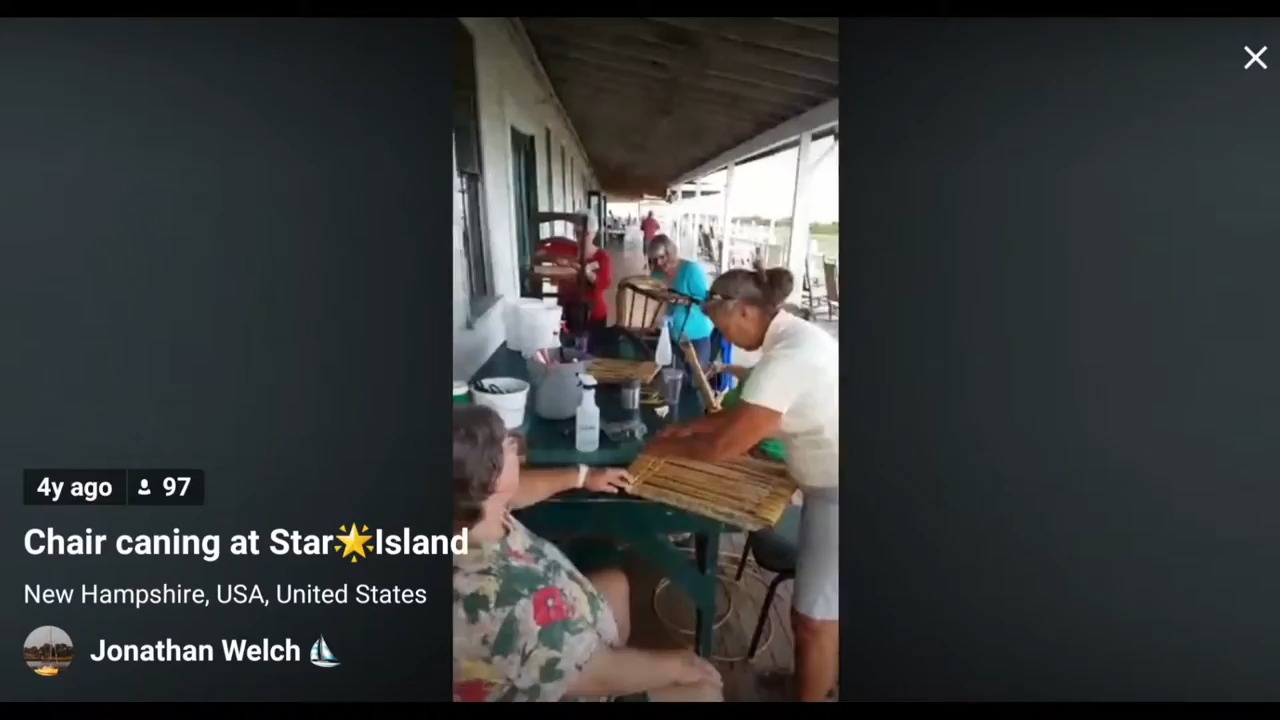 4y ago 97
Chair caning at Star🌟Island
New Hampshire, USA, United States
Jonathan Welch ⛵